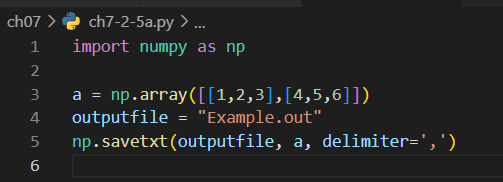 ch07 > ch7-2-5a.py > ...
1 import numpy as np
2
3 a = np.array([[1,2,3],[4,5,6]])
4 outputfile = "Example.out"
5 np.savetxt(outputfile, a, delimiter=',')
6